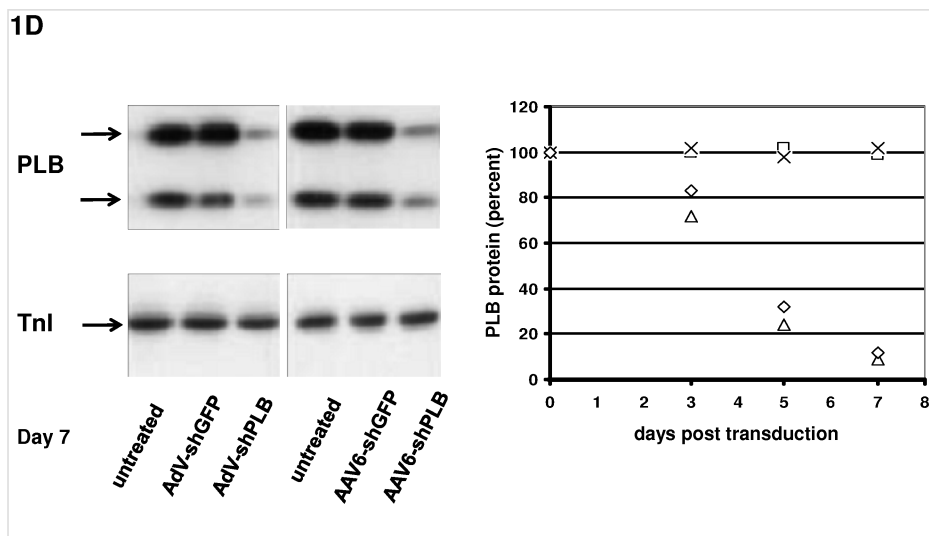 1D
PLB
TnI
Day 7
untreated
AdV-shGFP
AdV-shPLB
untreated
AAV6-shGFP
AAV6-shPLB
PLB protein (percent)
120
100
80
60
40
20
0
0 1 2 3 4 5 6 7 8
days post transduction